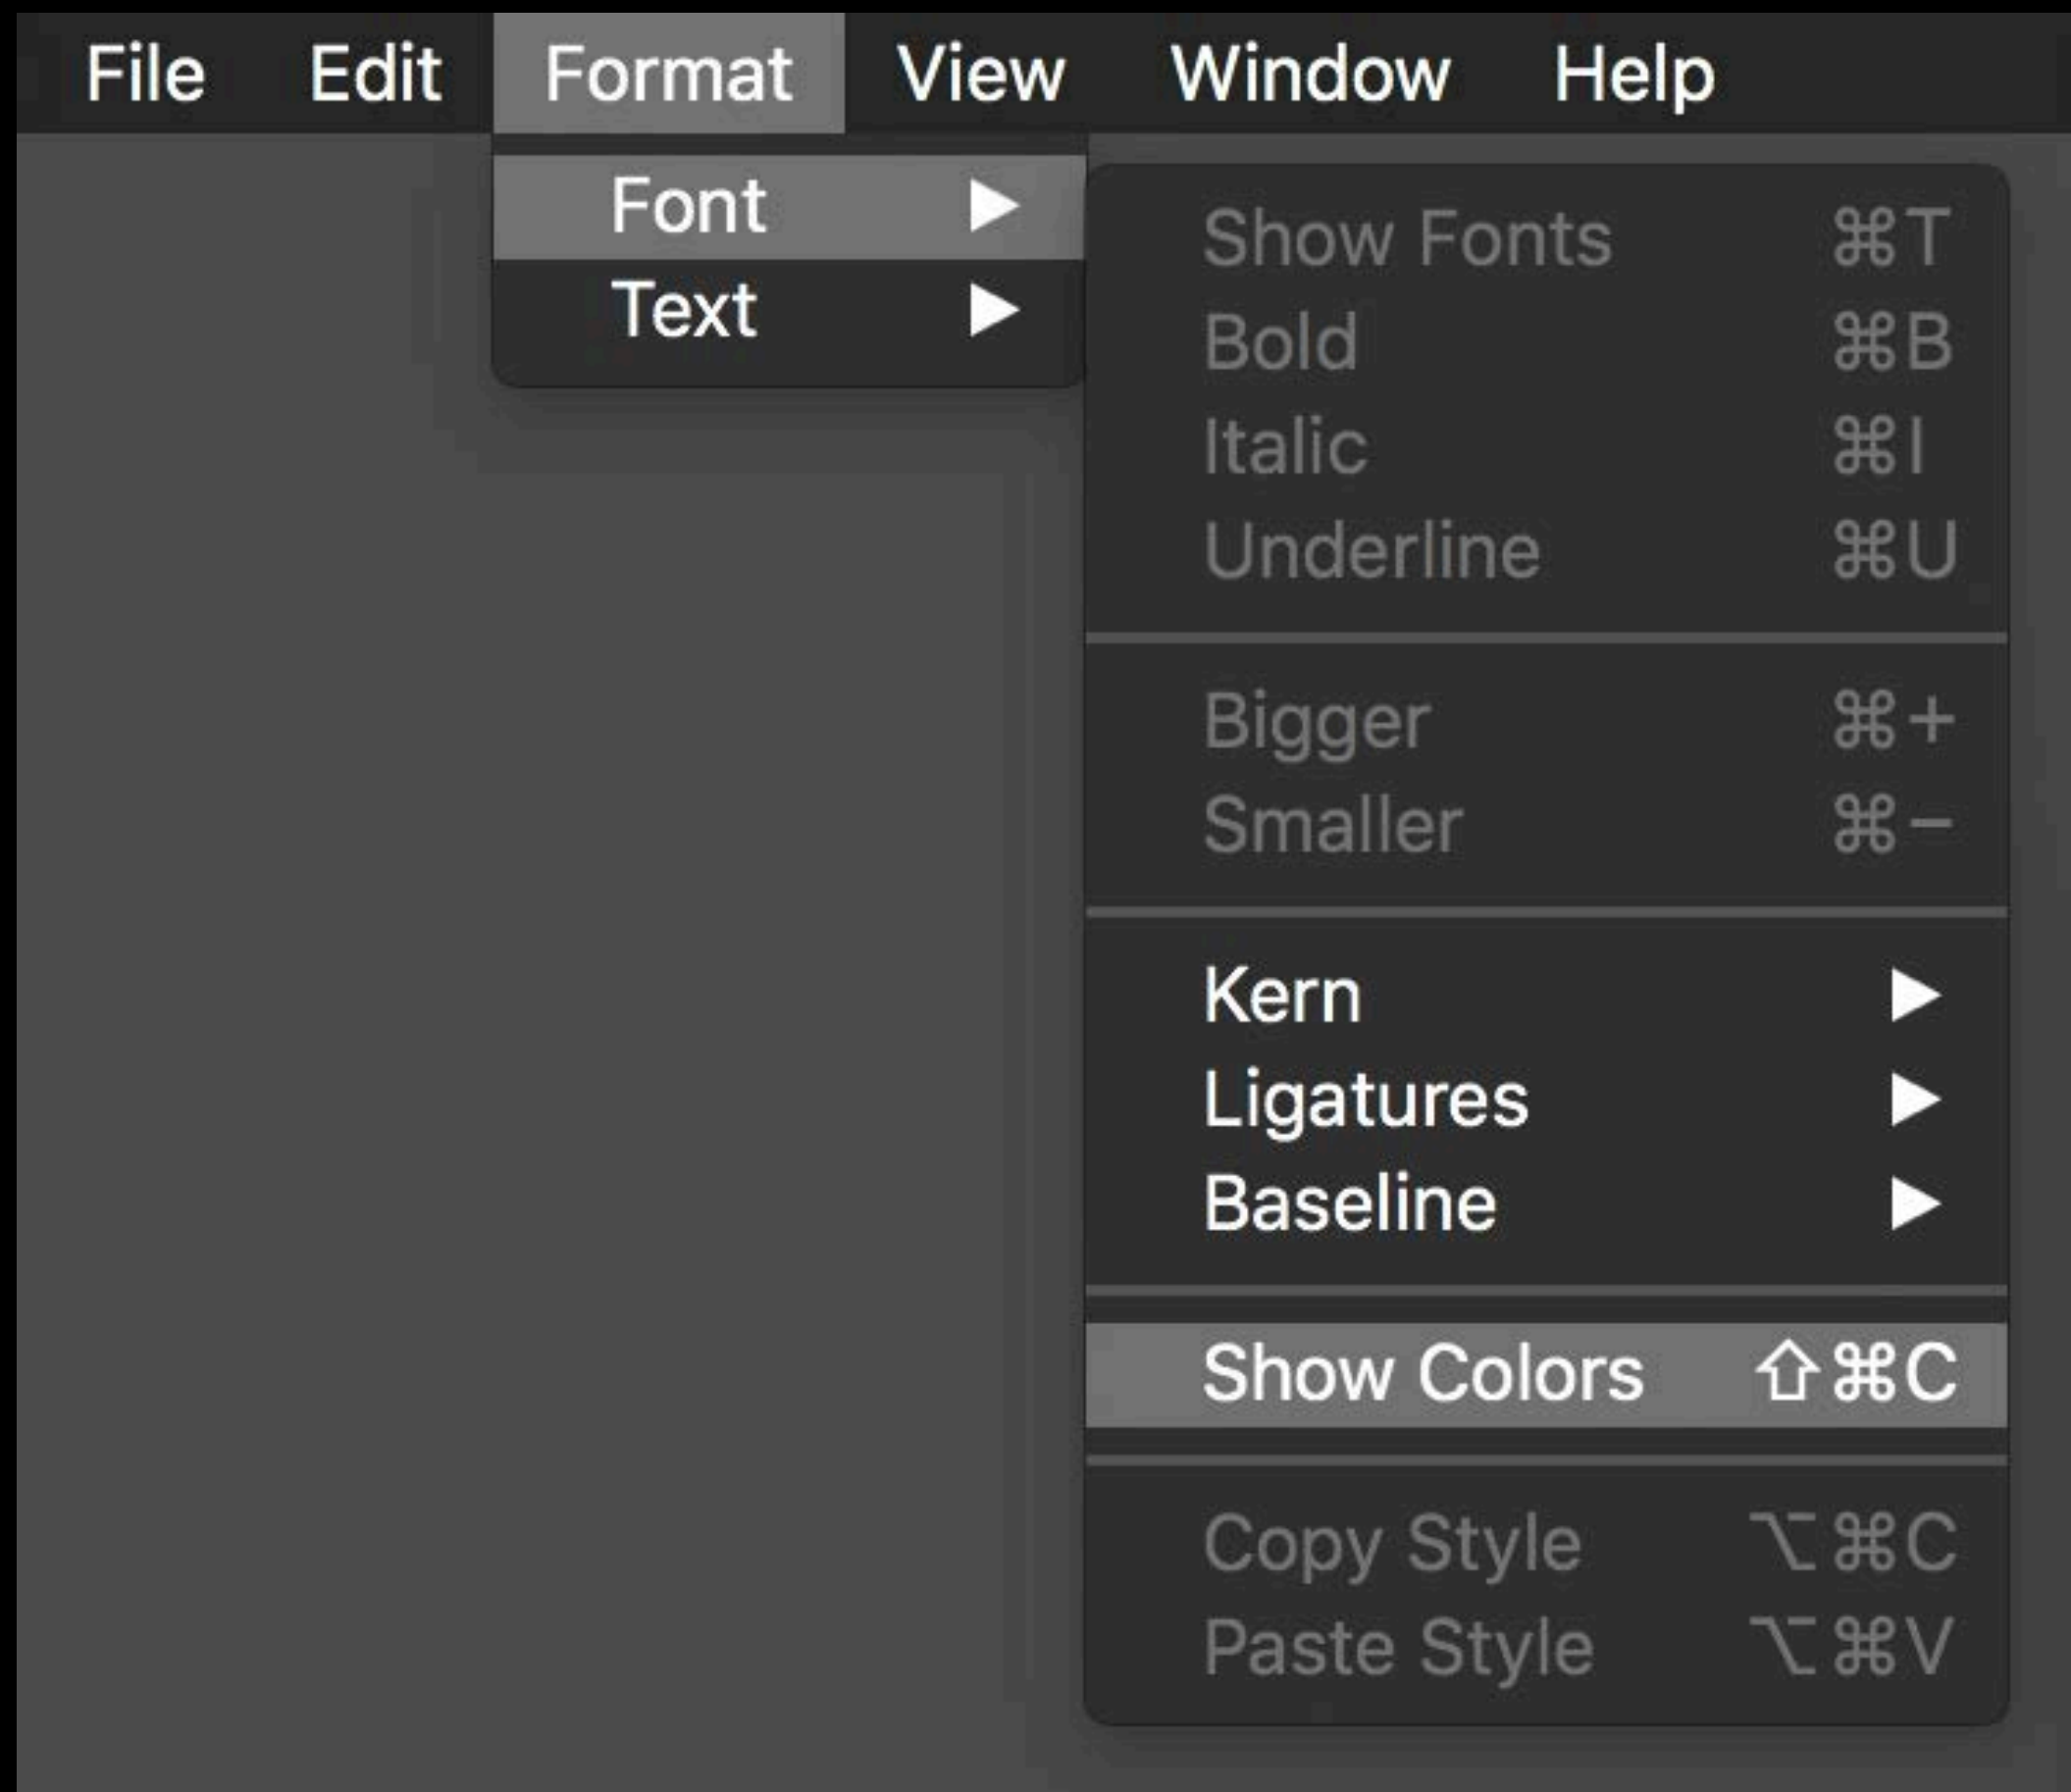 File Edit Format View Window Help
Font ▶
Text ▶
Show Fonts ⌘T
Bold ⌘B
Italic ⌘I
Underline ⌘U
Bigger ⌘+
Smaller ⌘−
Kern ▶
Ligatures ▶
Baseline ▶
Show Colors ⇧⌘C
Copy Style ⌥⌘C
Paste Style ⌥⌘V